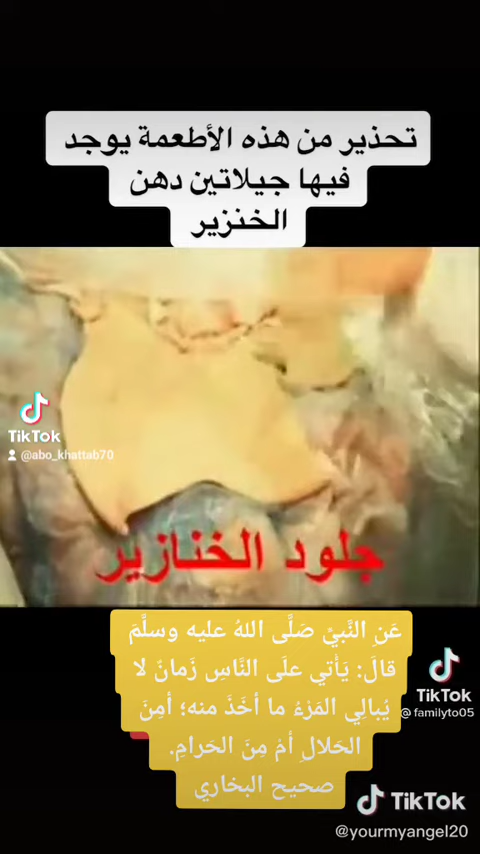 تحذير من هذه الأطعمة يوجد
فيها جيلاتين دهن
الخنزير
TikTok
@abo_khattab70
جلود الخنازير
عَنِ النَّبيِّ صَلَّى اللهُ عليه وسلَّمَ
قالَ: يَأتي علَى النَّاسِ زَمانٌ لا
يُبالِي المَرْءُ ما أخَذَ منه؛ أمِنَ
الحَلالِ أمْ مِنَ الحَرامِ.
صحيح البخاري
TikTok
@familyto05
TikTok
@yourmyangel20